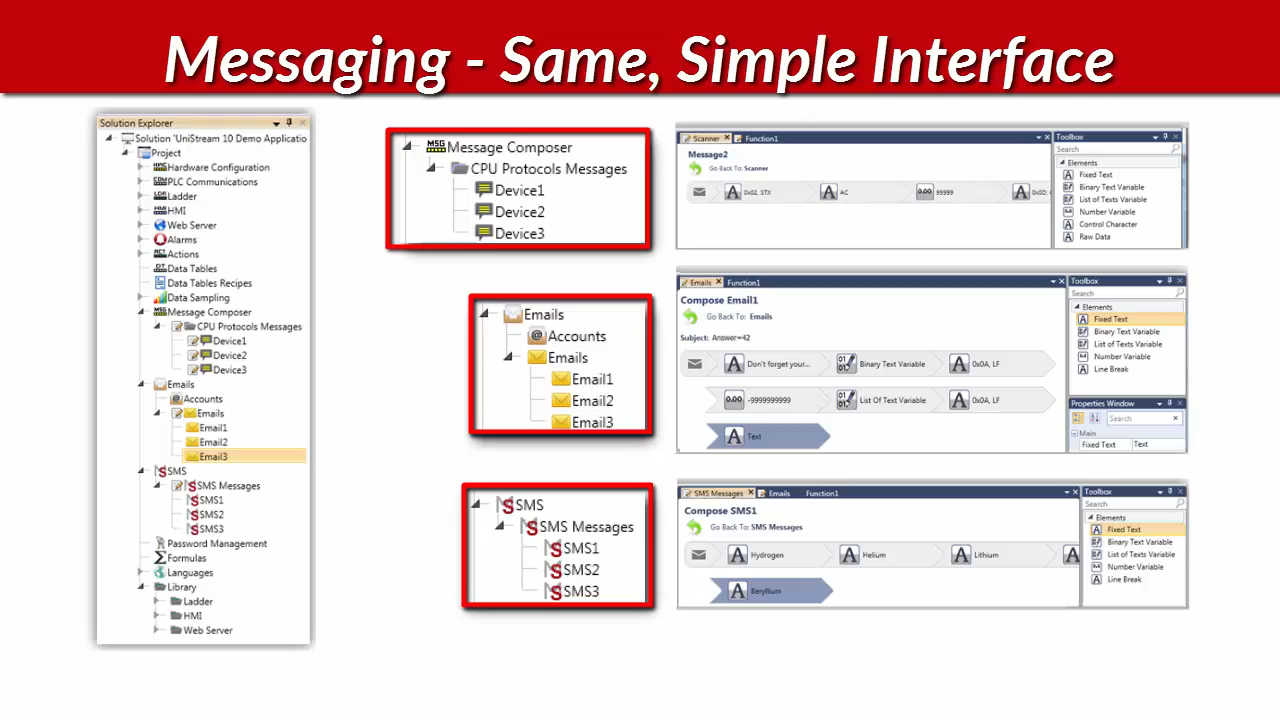 Messaging - Same, Simple Interface
Solution Explorer
Solution 'UniStream 10 Demo Applicatio
Project
Hardware Configuration
PLC Communications
Ladder
HMI
Web Server
Alarms
Actions
Data Tables
Data Tables Recipes
Data Sampling
Message Composer
CPU Protocols Messages
Device1
Device2
Device3
Emails
Accounts
Emails
Email1
Email2
Email3
SMS
SMS Messages
SMS1
SMS2
SMS3
Password Management
Formulas
Languages
Library
Ladder
HMI
Web Server
MSG Message Composer
CPU Protocols Messages
Device1
Device2
Device3
Emails
Accounts
Emails
Email1
Email2
Email3
SMS
SMS Messages
SMS1
SMS2
SMS3
Scanner Function1
Message2
Go Back To: Scanner
A 0x02, STX A AC 0.00 99999 A 0x0D,
Toolbox
Search
Elements
Fixed Text
Binary Text Variable
List of Texts Variable
Number Variable
Control Character
Raw Data
Emails Function1
Compose Email1
Go Back To: Emails
Subject: Answer=42
A Don't forget your... Binary Text Variable A 0x0A, LF
0.00 -9999999999 List Of Text Variable A 0x0A, LF
A Text
Toolbox
Search
Elements
Fixed Text
Binary Text Variable
List of Texts Variable
Number Variable
Line Break
Properties Window
Search
Main
Fixed Text Text
SMS Messages Emails Function1
Compose SMS1
Go Back To: SMS Messages
A Hydrogen A Helium A Lithium A
A Beryllium
Toolbox
Search
Elements
Fixed Text
Binary Text Variable
List of Texts Variable
Number Variable
Line Break